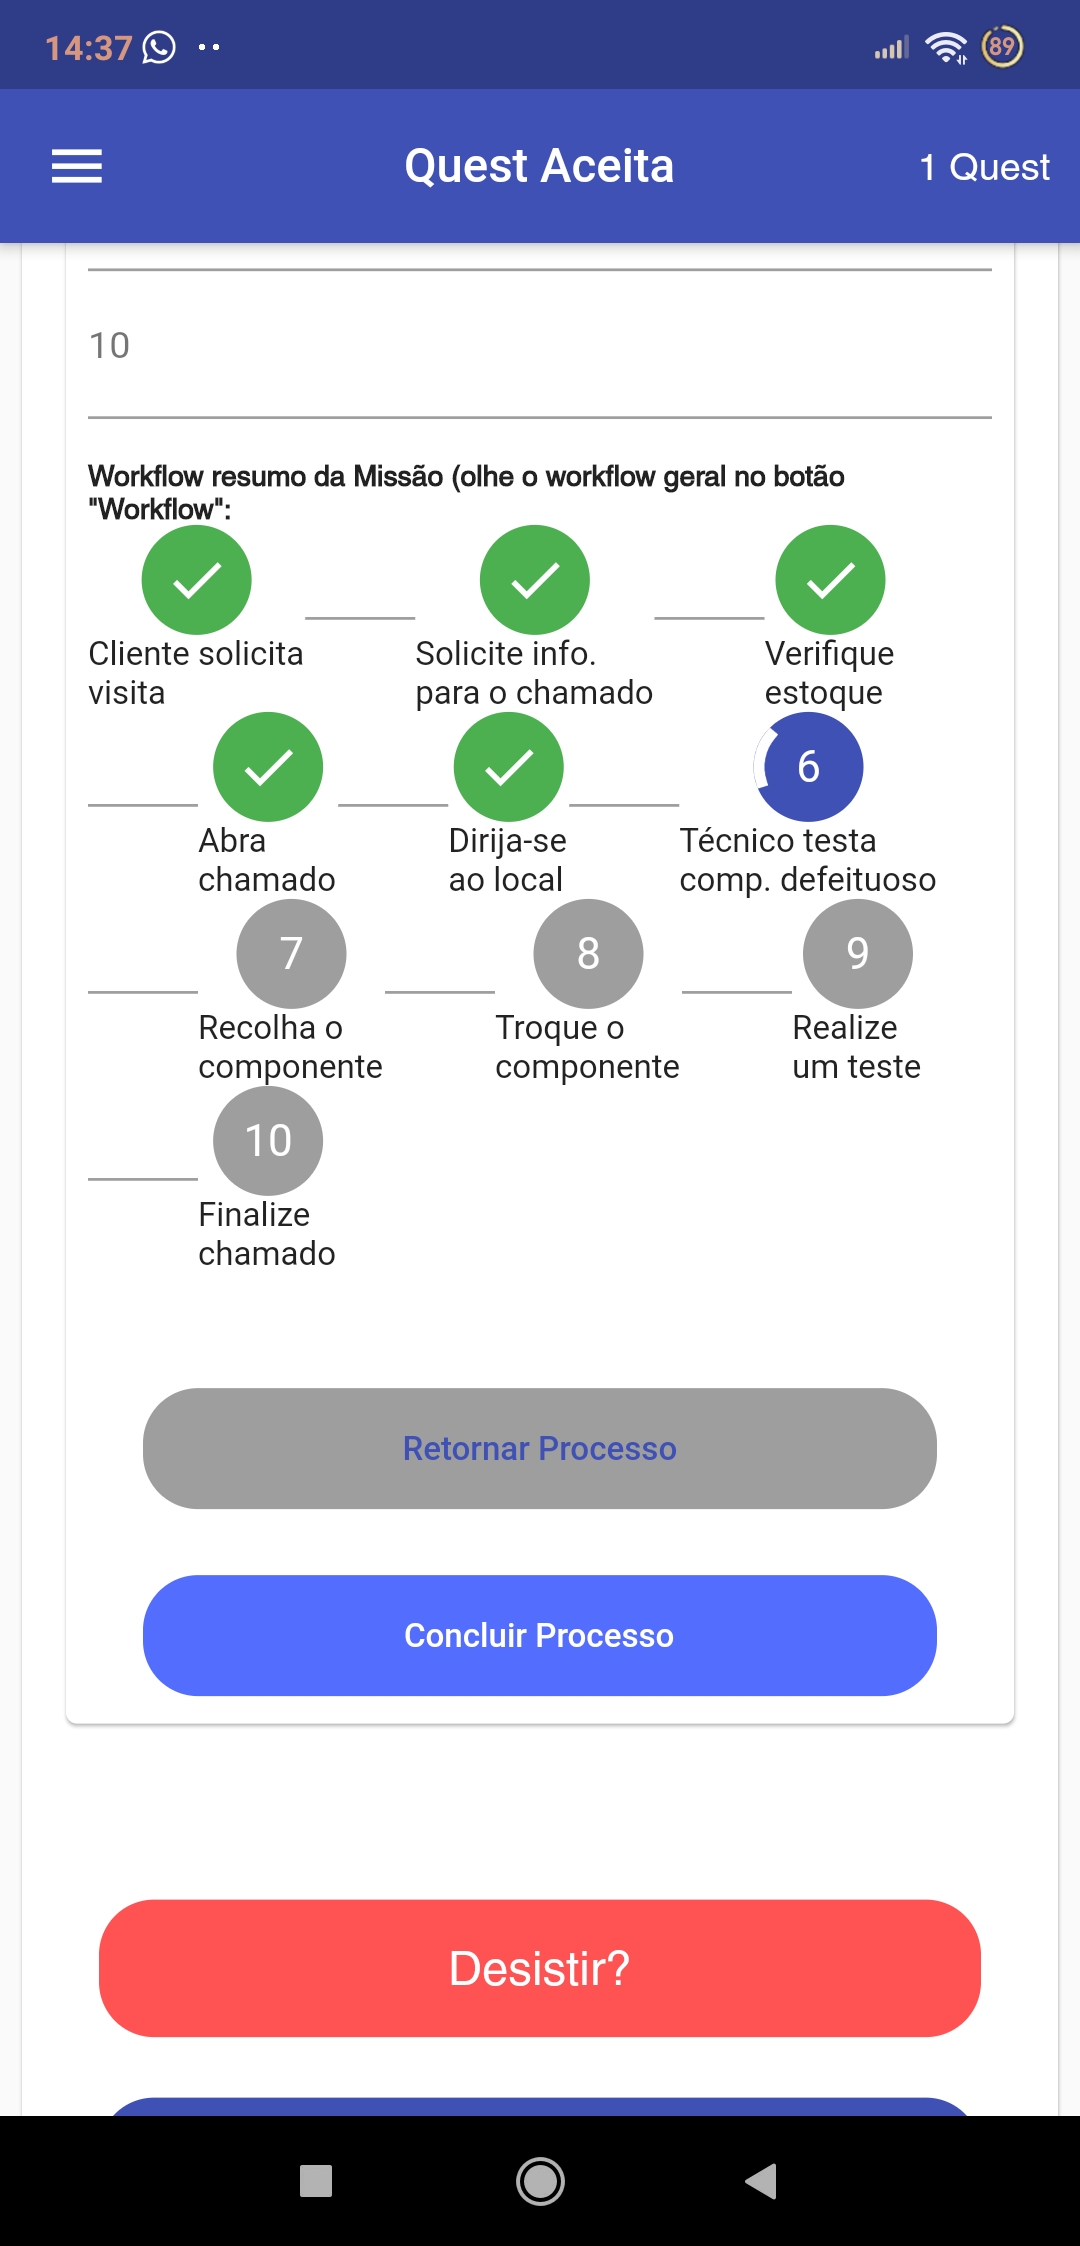 14:37
89
Quest Aceita
1 Quest
10
Workflow resumo da Missão (olhe o workflow geral no botão
"Workflow":
Cliente solicita
visita
Solicite info.
para o chamado
Verifique
estoque
Abra
chamado
Dirija-se
ao local
6
Técnico testa
comp. defeituoso
7
Recolha o
componente
8
Troque o
componente
9
Realize
um teste
10
Finalize
chamado
Retornar Processo
Concluir Processo
Desistir?